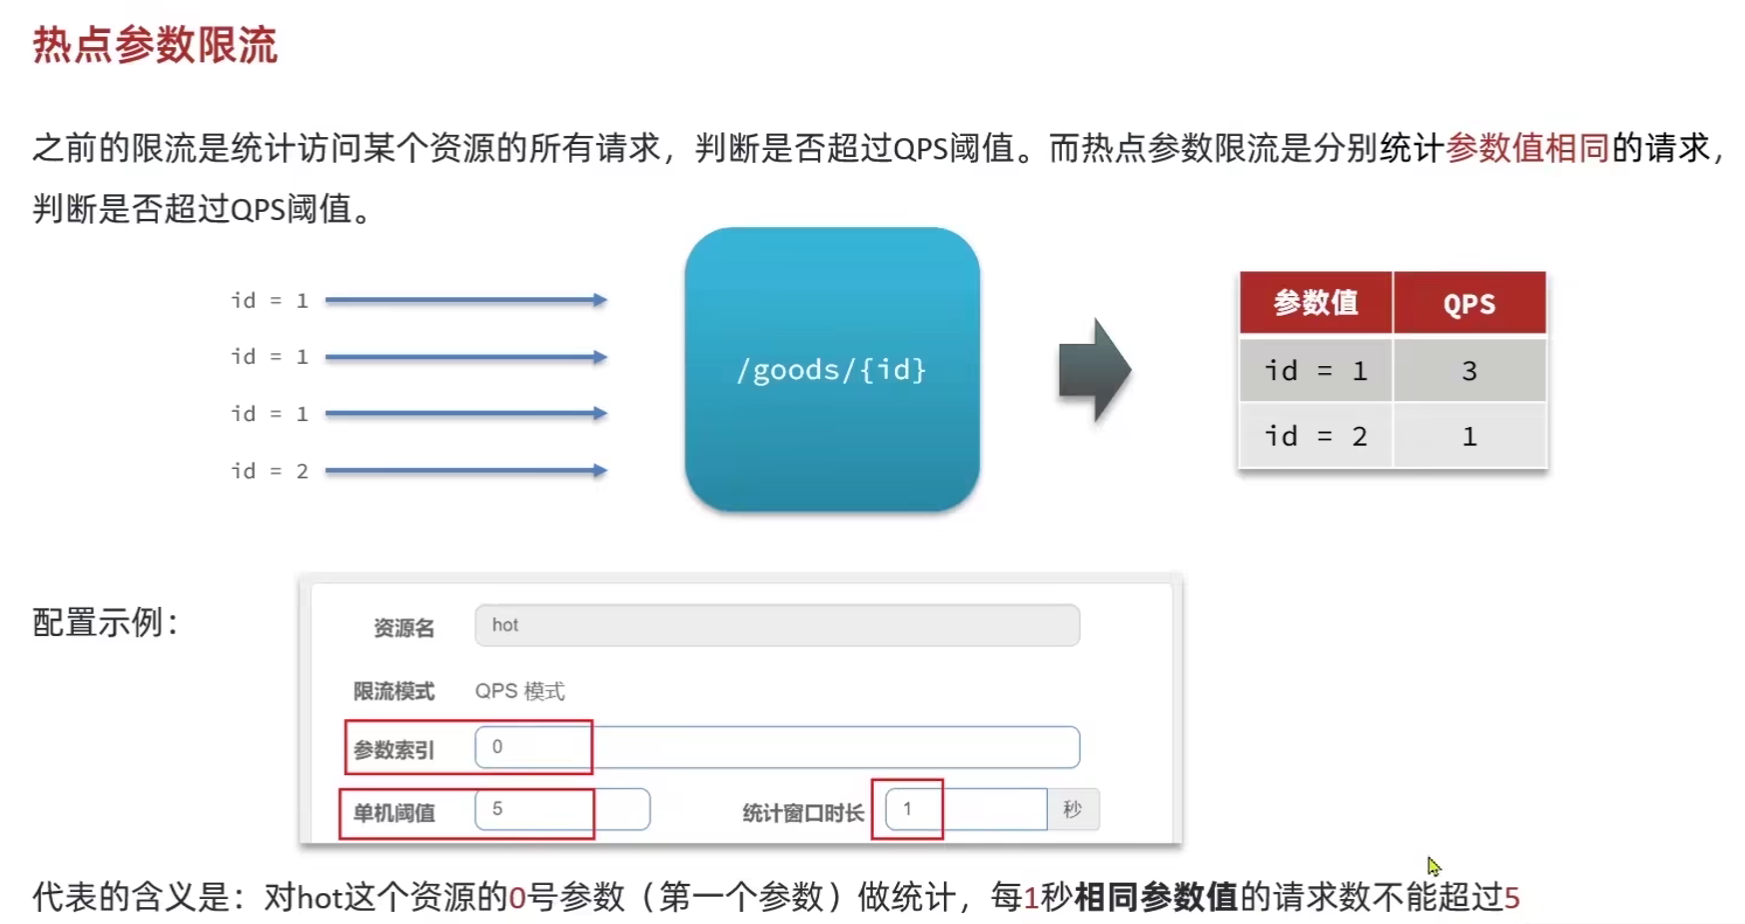 热点参数限流
之前的限流是统计访问某个资源的所有请求，判断是否超过QPS阈值。而热点参数限流是分别统计参数值相同的请求，
判断是否超过QPS阈值。
id = 1
id = 1
id = 1
id = 2
/goods/{id}
参数值 QPS
id = 1 3
id = 2 1
配置示例：
资源名 hot
限流模式 QPS 模式
参数索引 0
单机阈值 5 统计窗口时长 1 秒
代表的含义是：对hot这个资源的0号参数（第一个参数）做统计，每1秒相同参数值的请求数不能超过5